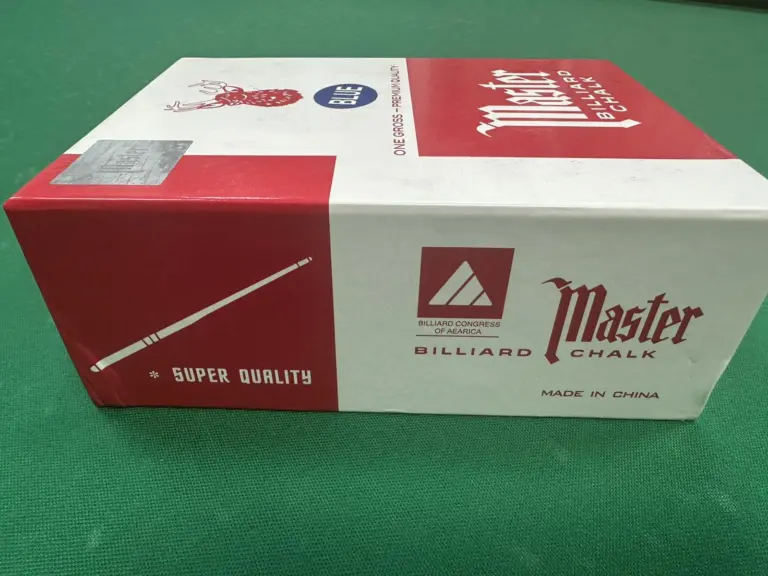 BLUE
ONE GROSS – PREMIUM QUALITY
Master
BILLIARD
CHALK
Master
* SUPER QUALITY
BILLIARD CONGRESS
OF AEARICA
Master
BILLIARD CHALK
MADE IN CHINA